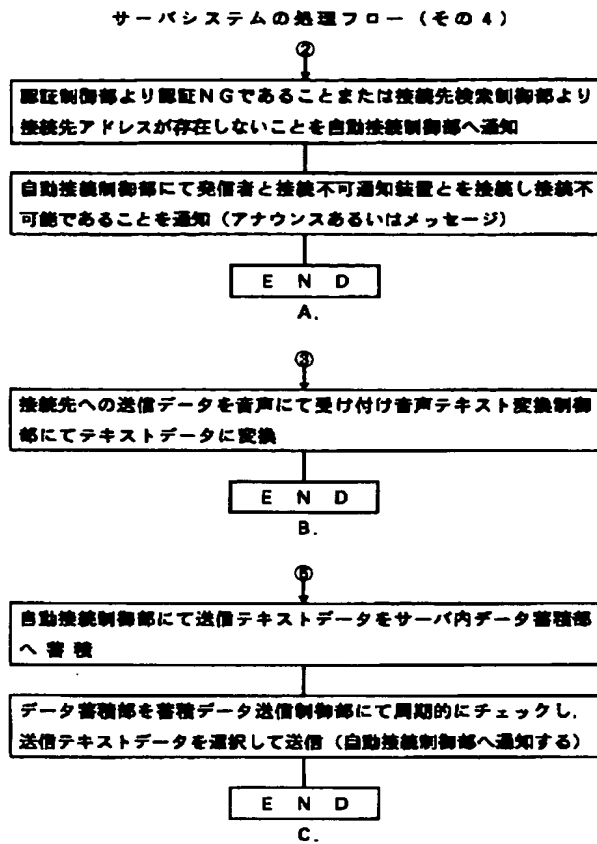 サーバシステムの処理フロー(その4)
②
認証制御部より認証NGであることまたは接続先検索制御部より
接続先アドレスが存在しないことを自動接続制御部へ通知
自動接続制御部にて発信者と接続不可通知装置とを接続し接続不
可能であることを通知(アナウンスあるいはメッセージ)
END
A.
③
接続先への送信データを音声にて受け付け音声テキスト変換制御
部にてテキストデータに変換
END
B.
⑤
自動接続制御部にて送信テキストデータをサーバ内データ蓄積部
へ蓄積
データ蓄積部を蓄積データ送信制御部にて周期的にチェックし,
送信テキストデータを選択して送信(自動接続制御部へ通知する)
END
C.